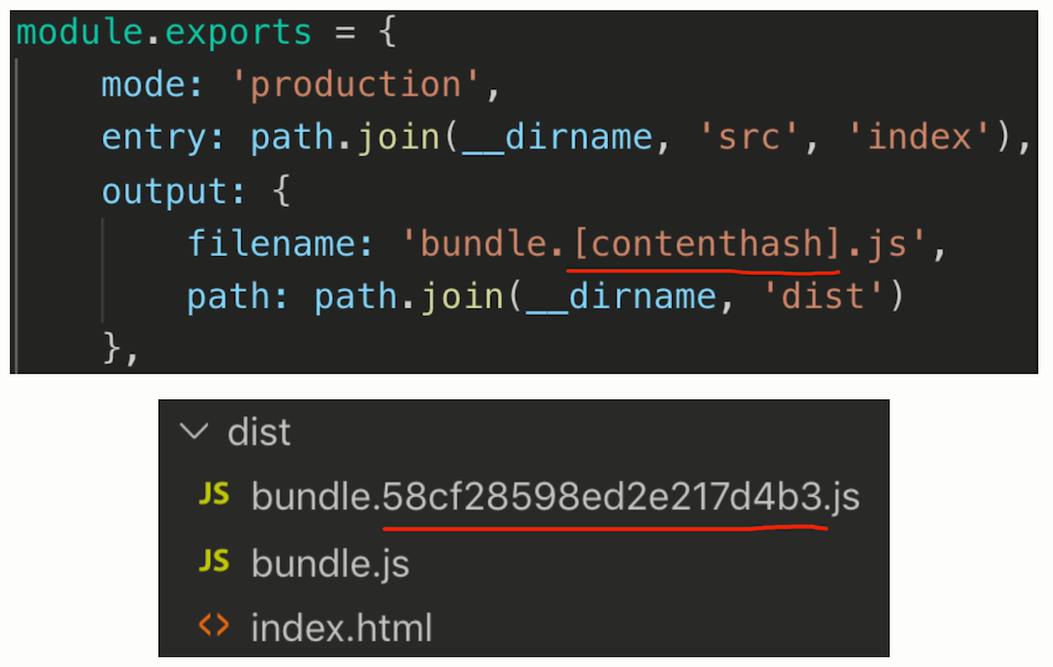 module.exports = {
mode: 'production',
entry: path.join(__dirname, 'src', 'index'),
output: {
filename: 'bundle.[contenthash].js',
path: path.join(__dirname, 'dist')
},
dist
JS bundle.58cf28598ed2e217d4b3.js
JS bundle.js
<> index.html